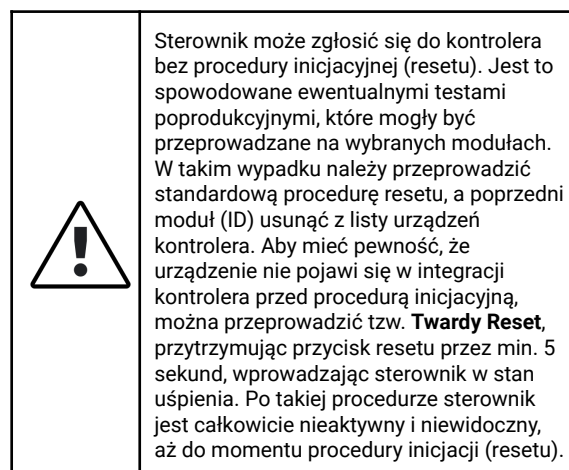 Sterownik może zgłosić się do kontrolera
bez procedury inicjacyjnej (resetu). Jest to
spowodowane ewentualnymi testami
poprodukcyjnymi, które mogły być
przeprowadzane na wybranych modułach.
W takim wypadku należy przeprowadzić
standardową procedurę resetu, a poprzedni
moduł (ID) usunąć z listy urządzeń
kontrolera. Aby mieć pewność, że
urządzenie nie pojawi się w integracji
kontrolera przed procedurą inicjacyjną,
można przeprowadzić tzw. Twardy Reset,
przytrzymując przycisk resetu przez min. 5
sekund, wprowadzając sterownik w stan
uśpienia. Po takiej procedurze sterownik
jest całkowicie nieaktywny i niewidoczny,
aż do momentu procedury inicjacji (resetu).